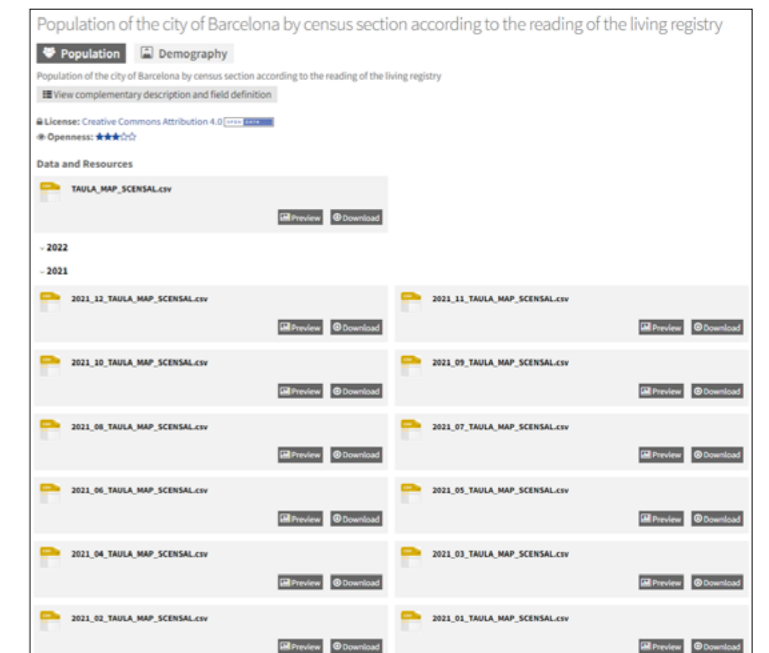 Population of the city of Barcelona by census section according to the reading of the living registry
Population Demography
Population of the city of Barcelona by census section according to the reading of the living registry
View complementary description and field definition
License: Creative Commons Attribution 4.0 OPEN DATA
Openness: ★★★☆☆
Data and Resources
TAULA_MAP_SCENSAL.csv
Preview Download
2022
2021
2021_12_TAULA_MAP_SCENSAL.csv 2021_11_TAULA_MAP_SCENSAL.csv
Preview Download Preview Download
2021_10_TAULA_MAP_SCENSAL.csv 2021_09_TAULA_MAP_SCENSAL.csv
Preview Download Preview Download
2021_08_TAULA_MAP_SCENSAL.csv 2021_07_TAULA_MAP_SCENSAL.csv
Preview Download Preview Download
2021_06_TAULA_MAP_SCENSAL.csv 2021_05_TAULA_MAP_SCENSAL.csv
Preview Download Preview Download
2021_04_TAULA_MAP_SCENSAL.csv 2021_03_TAULA_MAP_SCENSAL.csv
Preview Download Preview Download
2021_02_TAULA_MAP_SCENSAL.csv 2021_01_TAULA_MAP_SCENSAL.csv
Preview Download Preview Download